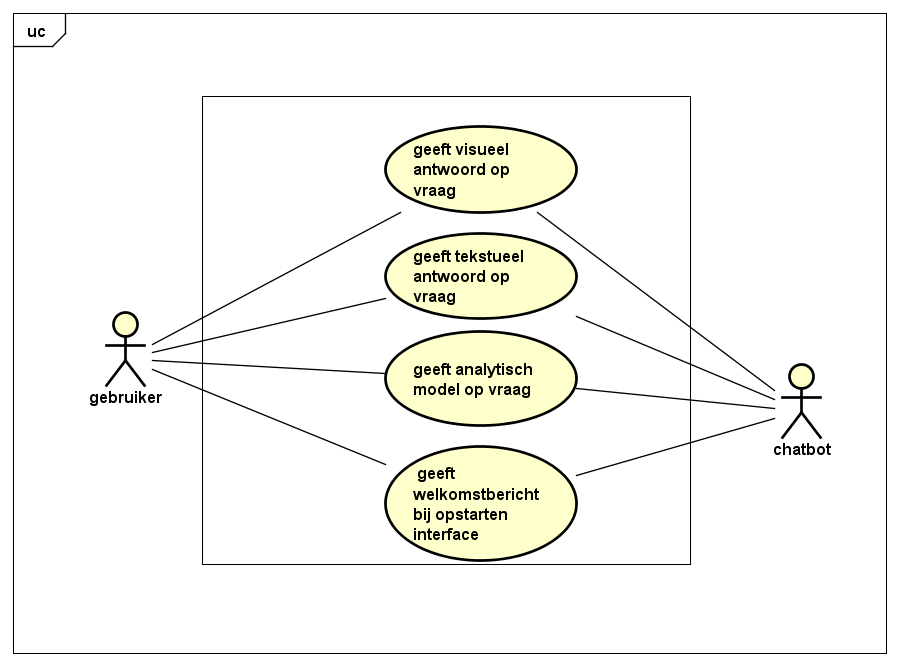 uc
geeft visueel
antwoord op
vraag
geeft tekstueel
antwoord op
vraag
geeft analytisch
model op vraag
geeft
welkomstbericht
bij opstarten
interface
gebruiker
chatbot